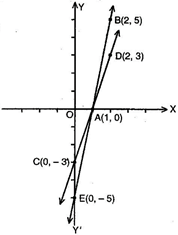 Y
B(2, 5)
D(2, 3)
O
X
A(1, 0)
C(0, – 3)
E(0, – 5)
Y'